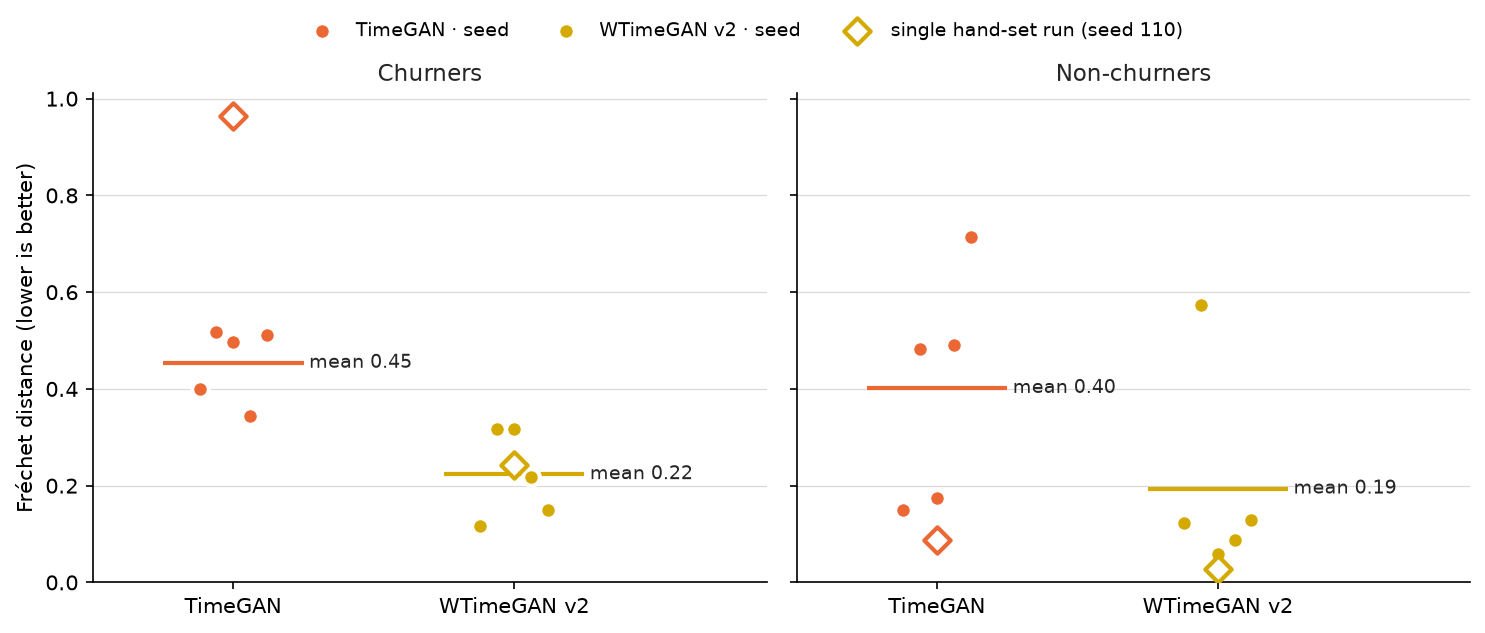 TimeGAN · seed
WTimeGAN v2 · seed
single hand-set run (seed 110)
Churners
Non-churners
Fréchet distance (lower is better)
1.0
0.8
0.6
0.4
0.2
0.0
mean 0.45
mean 0.22
mean 0.40
mean 0.19
TimeGAN
WTimeGAN v2
TimeGAN
WTimeGAN v2